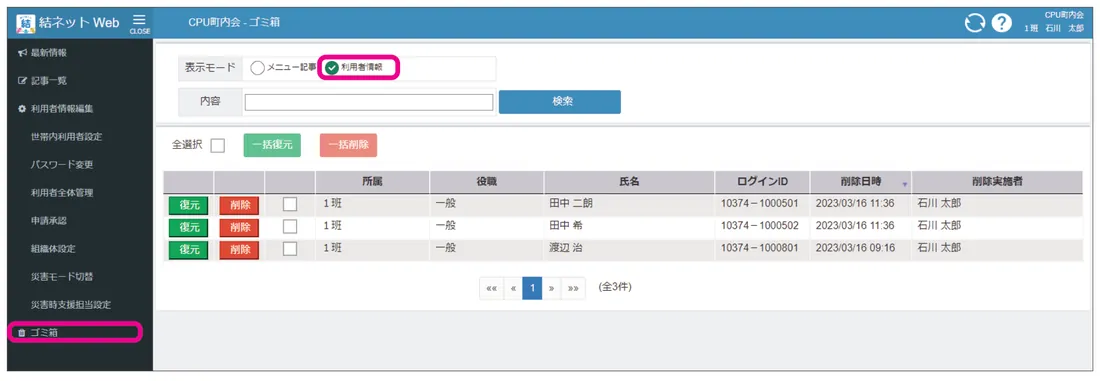 結ネット Web
CLOSE
CPU町内会 - ゴミ箱
CPU町内会
1班 石川 太郎
最新情報
記事一覧
利用者情報編集
世帯内利用者設定
パスワード変更
利用者全体管理
申請承認
組織体設定
災害モード切替
災害時支援担当設定
ゴミ箱
表示モード メニュー記事 利用者情報
内容 検索
全選択 一括復元 一括削除
所属 役職 氏名 ログインID 削除日時 削除実施者
復元 削除 1班 一般 田中 二朗 10374－1000501 2023/03/16 11:36 石川 太郎
復元 削除 1班 一般 田中 希 10374－1000502 2023/03/16 11:36 石川 太郎
復元 削除 1班 一般 渡辺 治 10374－1000801 2023/03/16 09:16 石川 太郎
«« « 1 » »» (全3件)